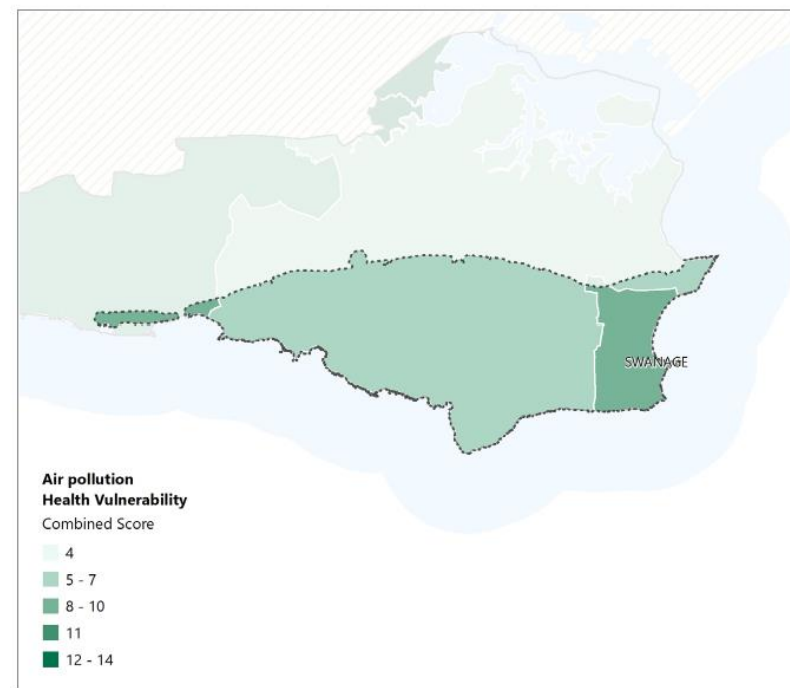 SWANAGE
Air pollution
Health Vulnerability
Combined Score
4
5 - 7
8 - 10
11
12 - 14